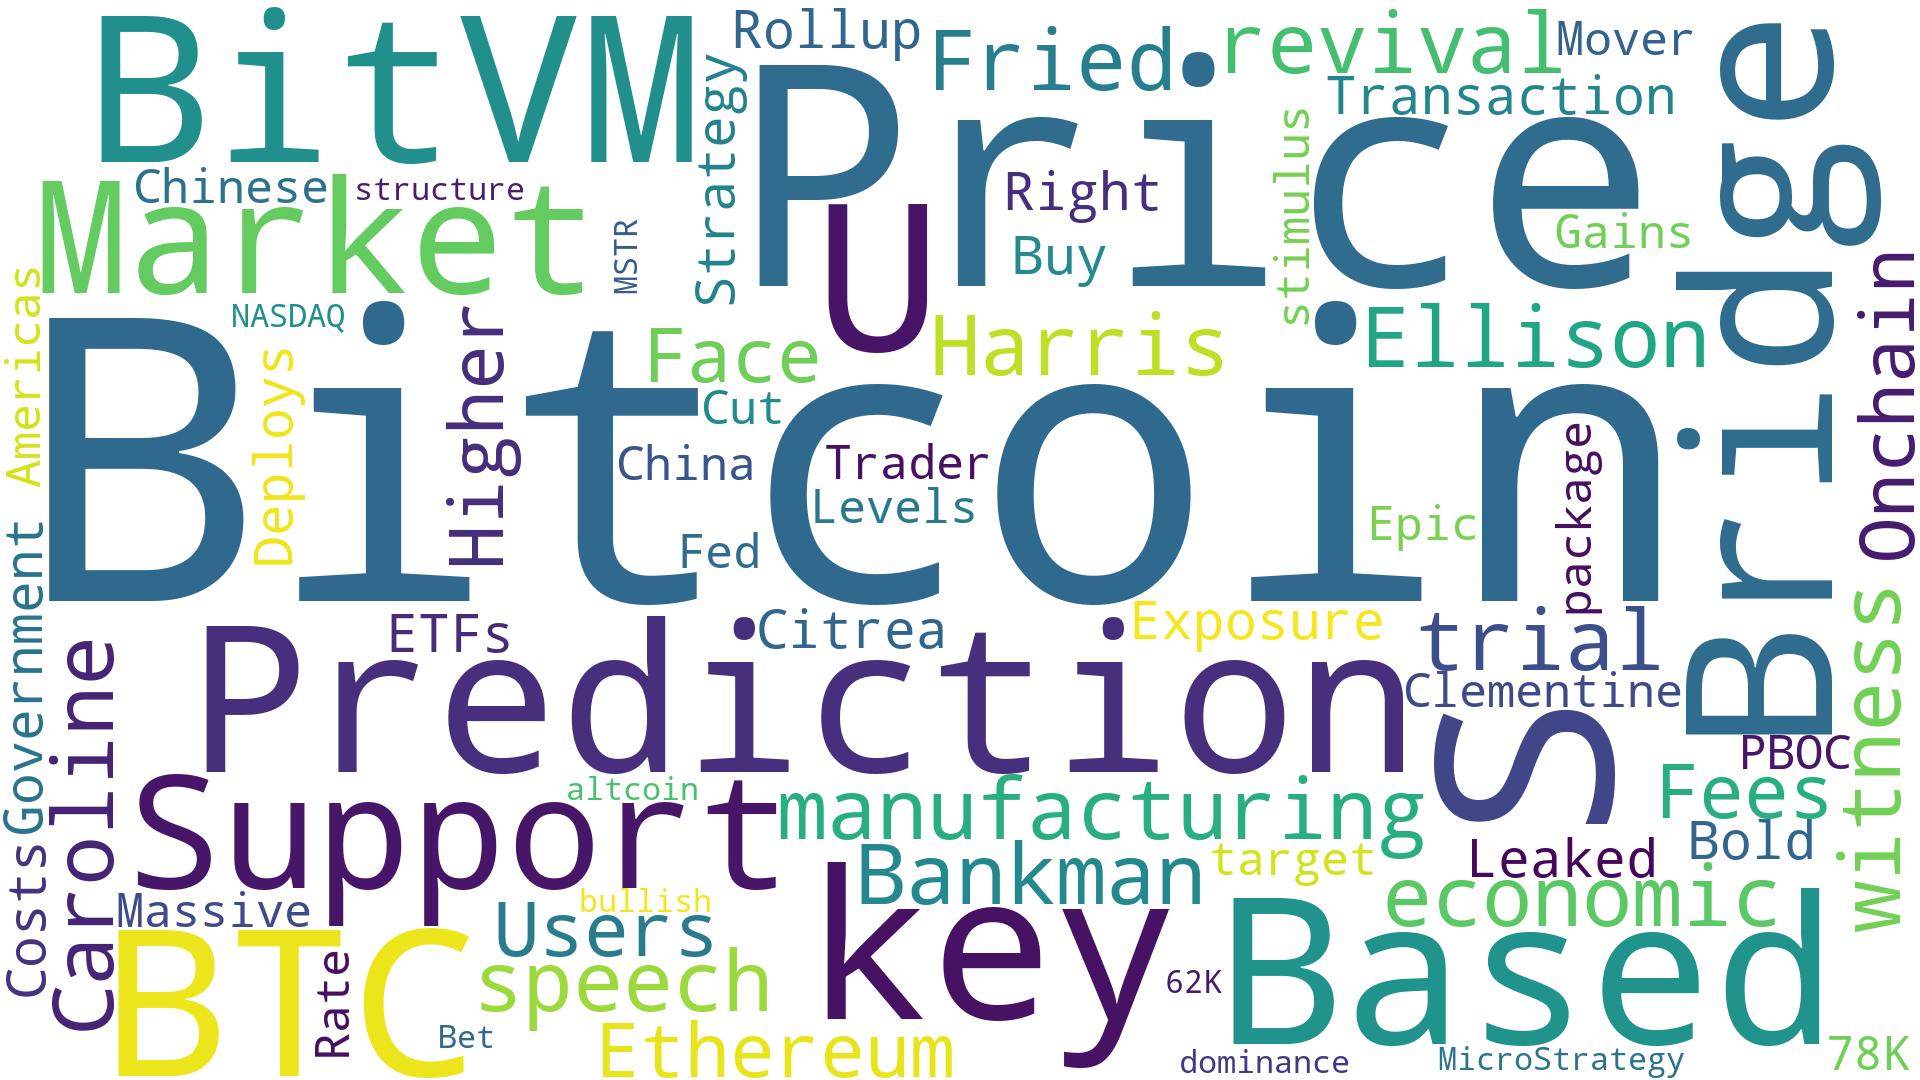 BitVM
Rollup
Fried
revival
Mover
Transaction
Price
Bridge
Strategy
Chinese
structure
Market
MSTR
U
Right
Buy
stimulus
Gains
Onchain
Americas
NASDAQ
Bitcoin
Deploys
Higher
Face
Cut
Harris
Ellison
China
Trader
Levels
Fed
Epic
package
Government
Caroline
ETFs
Citrea
Exposure
trial
Clementine
Prediction
S
PBOC
witness
Support
altcoin
manufacturing
Fees
Bold
Costs
Massive
bullish
Bankman
target
Leaked
economic
Users
BTC
Rate
speech
key
62K
Based
Bet
Ethereum
dominance
MicroStrategy
78K